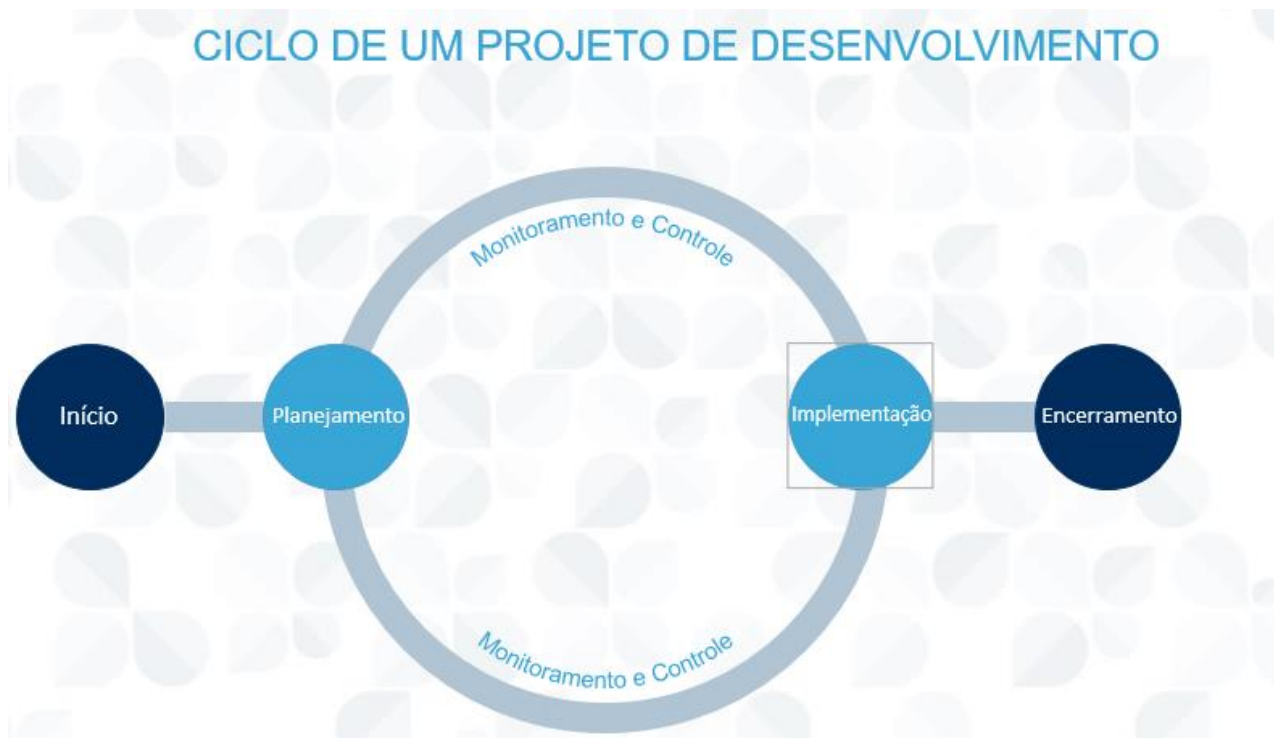 CICLO DE UM PROJETO DE DESENVOLVIMENTO
Monitoramento e Controle
Início
Planejamento
Implementação
Encerramento
Monitoramento e Controle